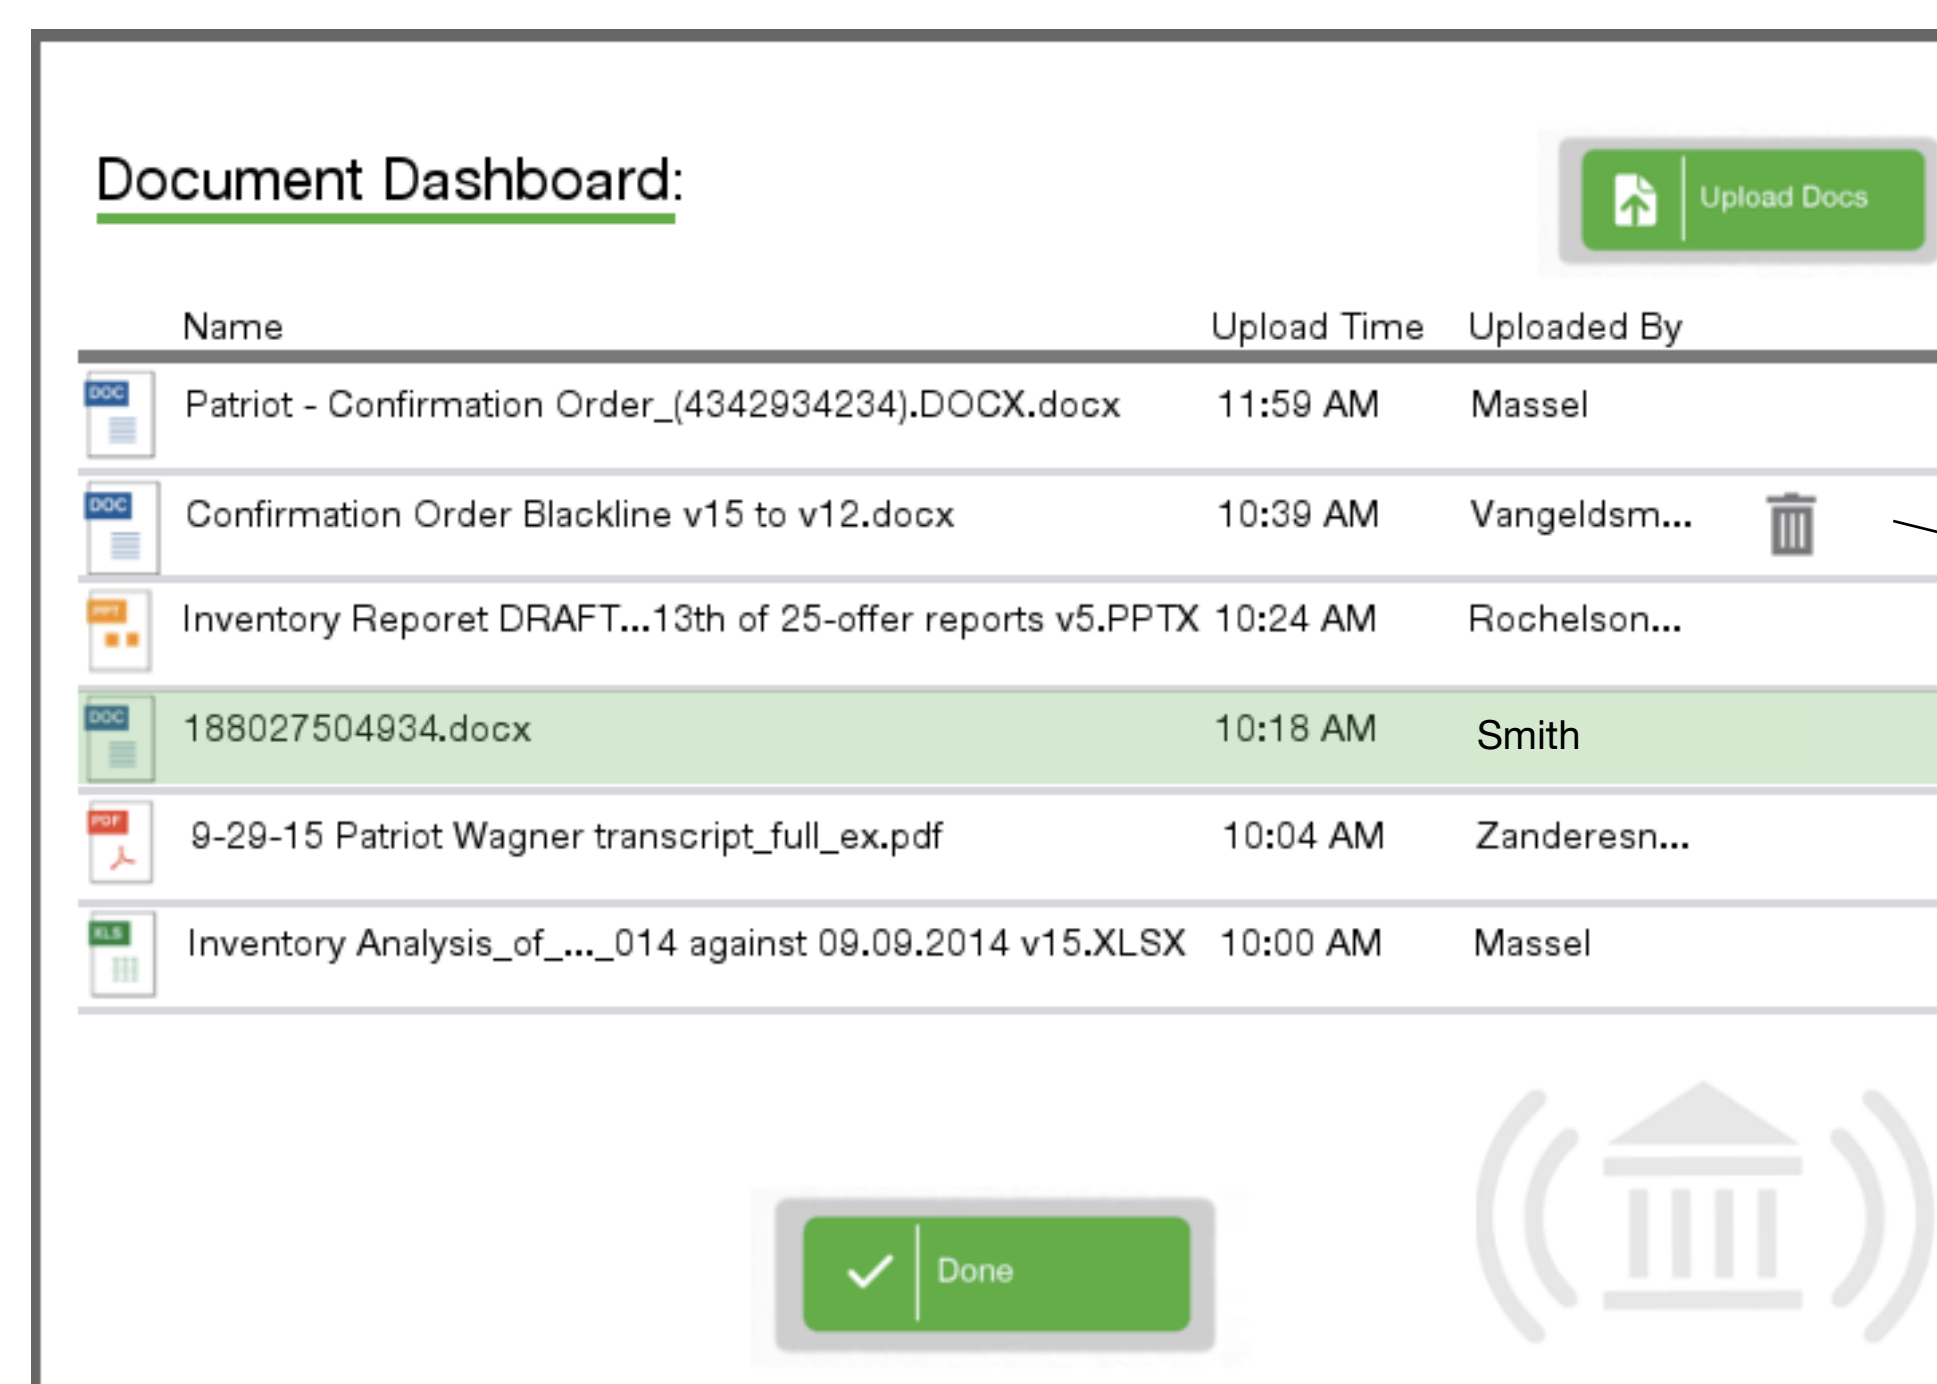 Document Dashboard:
Upload Docs
Name Upload Time Uploaded By
DOC Patriot - Confirmation Order_(4342934234).DOCX.docx 11:59 AM Massel
DOC Confirmation Order Blackline v15 to v12.docx 10:39 AM Vangeldsm...
PPT Inventory Reporet DRAFT...13th of 25-offer reports v5.PPTX 10:24 AM Rochelson...
DOC 188027504934.docx 10:18 AM Smith
PDF 9-29-15 Patriot Wagner transcript_full_ex.pdf 10:04 AM Zanderesn...
XLS Inventory Analysis_of_..._014 against 09.09.2014 v15.XLSX 10:00 AM Massel
Done